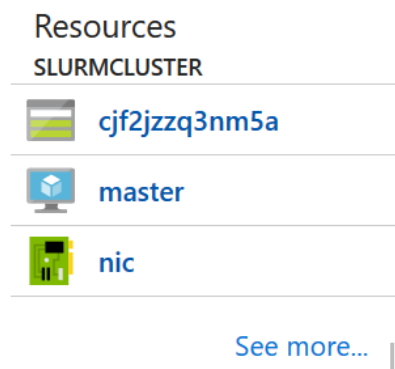 Resources
SLURMCLUSTER
cjf2jzzq3nm5a
master
nic
See more...